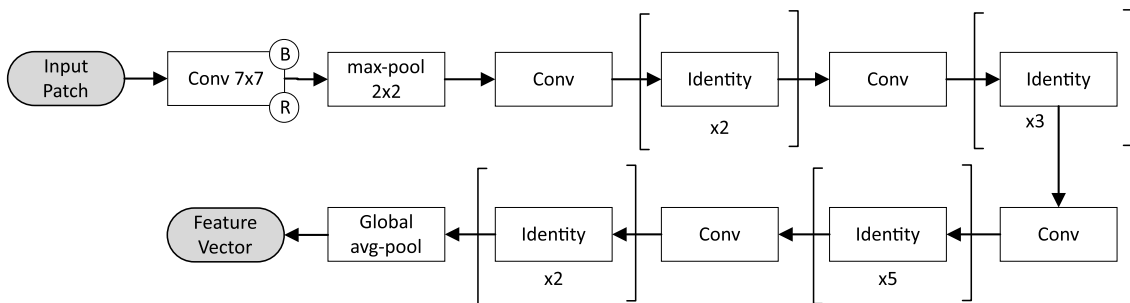 Input
Patch
Conv 7x7
B
R
max-pool
2x2
Conv
Identity
x2
Conv
Identity
x3
Conv
Identity
x5
Conv
Identity
x2
Global
avg-pool
Feature
Vector